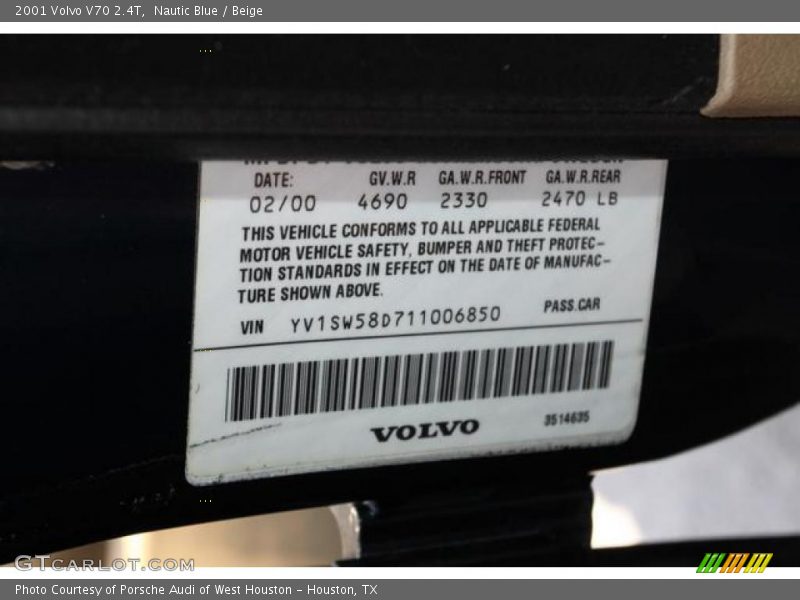 2001 Volvo V70 2.4T, Nautic Blue / Beige
DATE: GV.W.R GA.W.R.FRONT GA.W.R.REAR
02/00 4690 2330 2470 LB
THIS VEHICLE CONFORMS TO ALL APPLICABLE FEDERAL
MOTOR VEHICLE SAFETY, BUMPER AND THEFT PROTEC-
TION STANDARDS IN EFFECT ON THE DATE OF MANUFAC-
TURE SHOWN ABOVE.
VIN YV1SW58D711006850 PASS.CAR
VOLVO 3514635
GTCARLOT.COM
Photo Courtesy of Porsche Audi of West Houston - Houston, TX